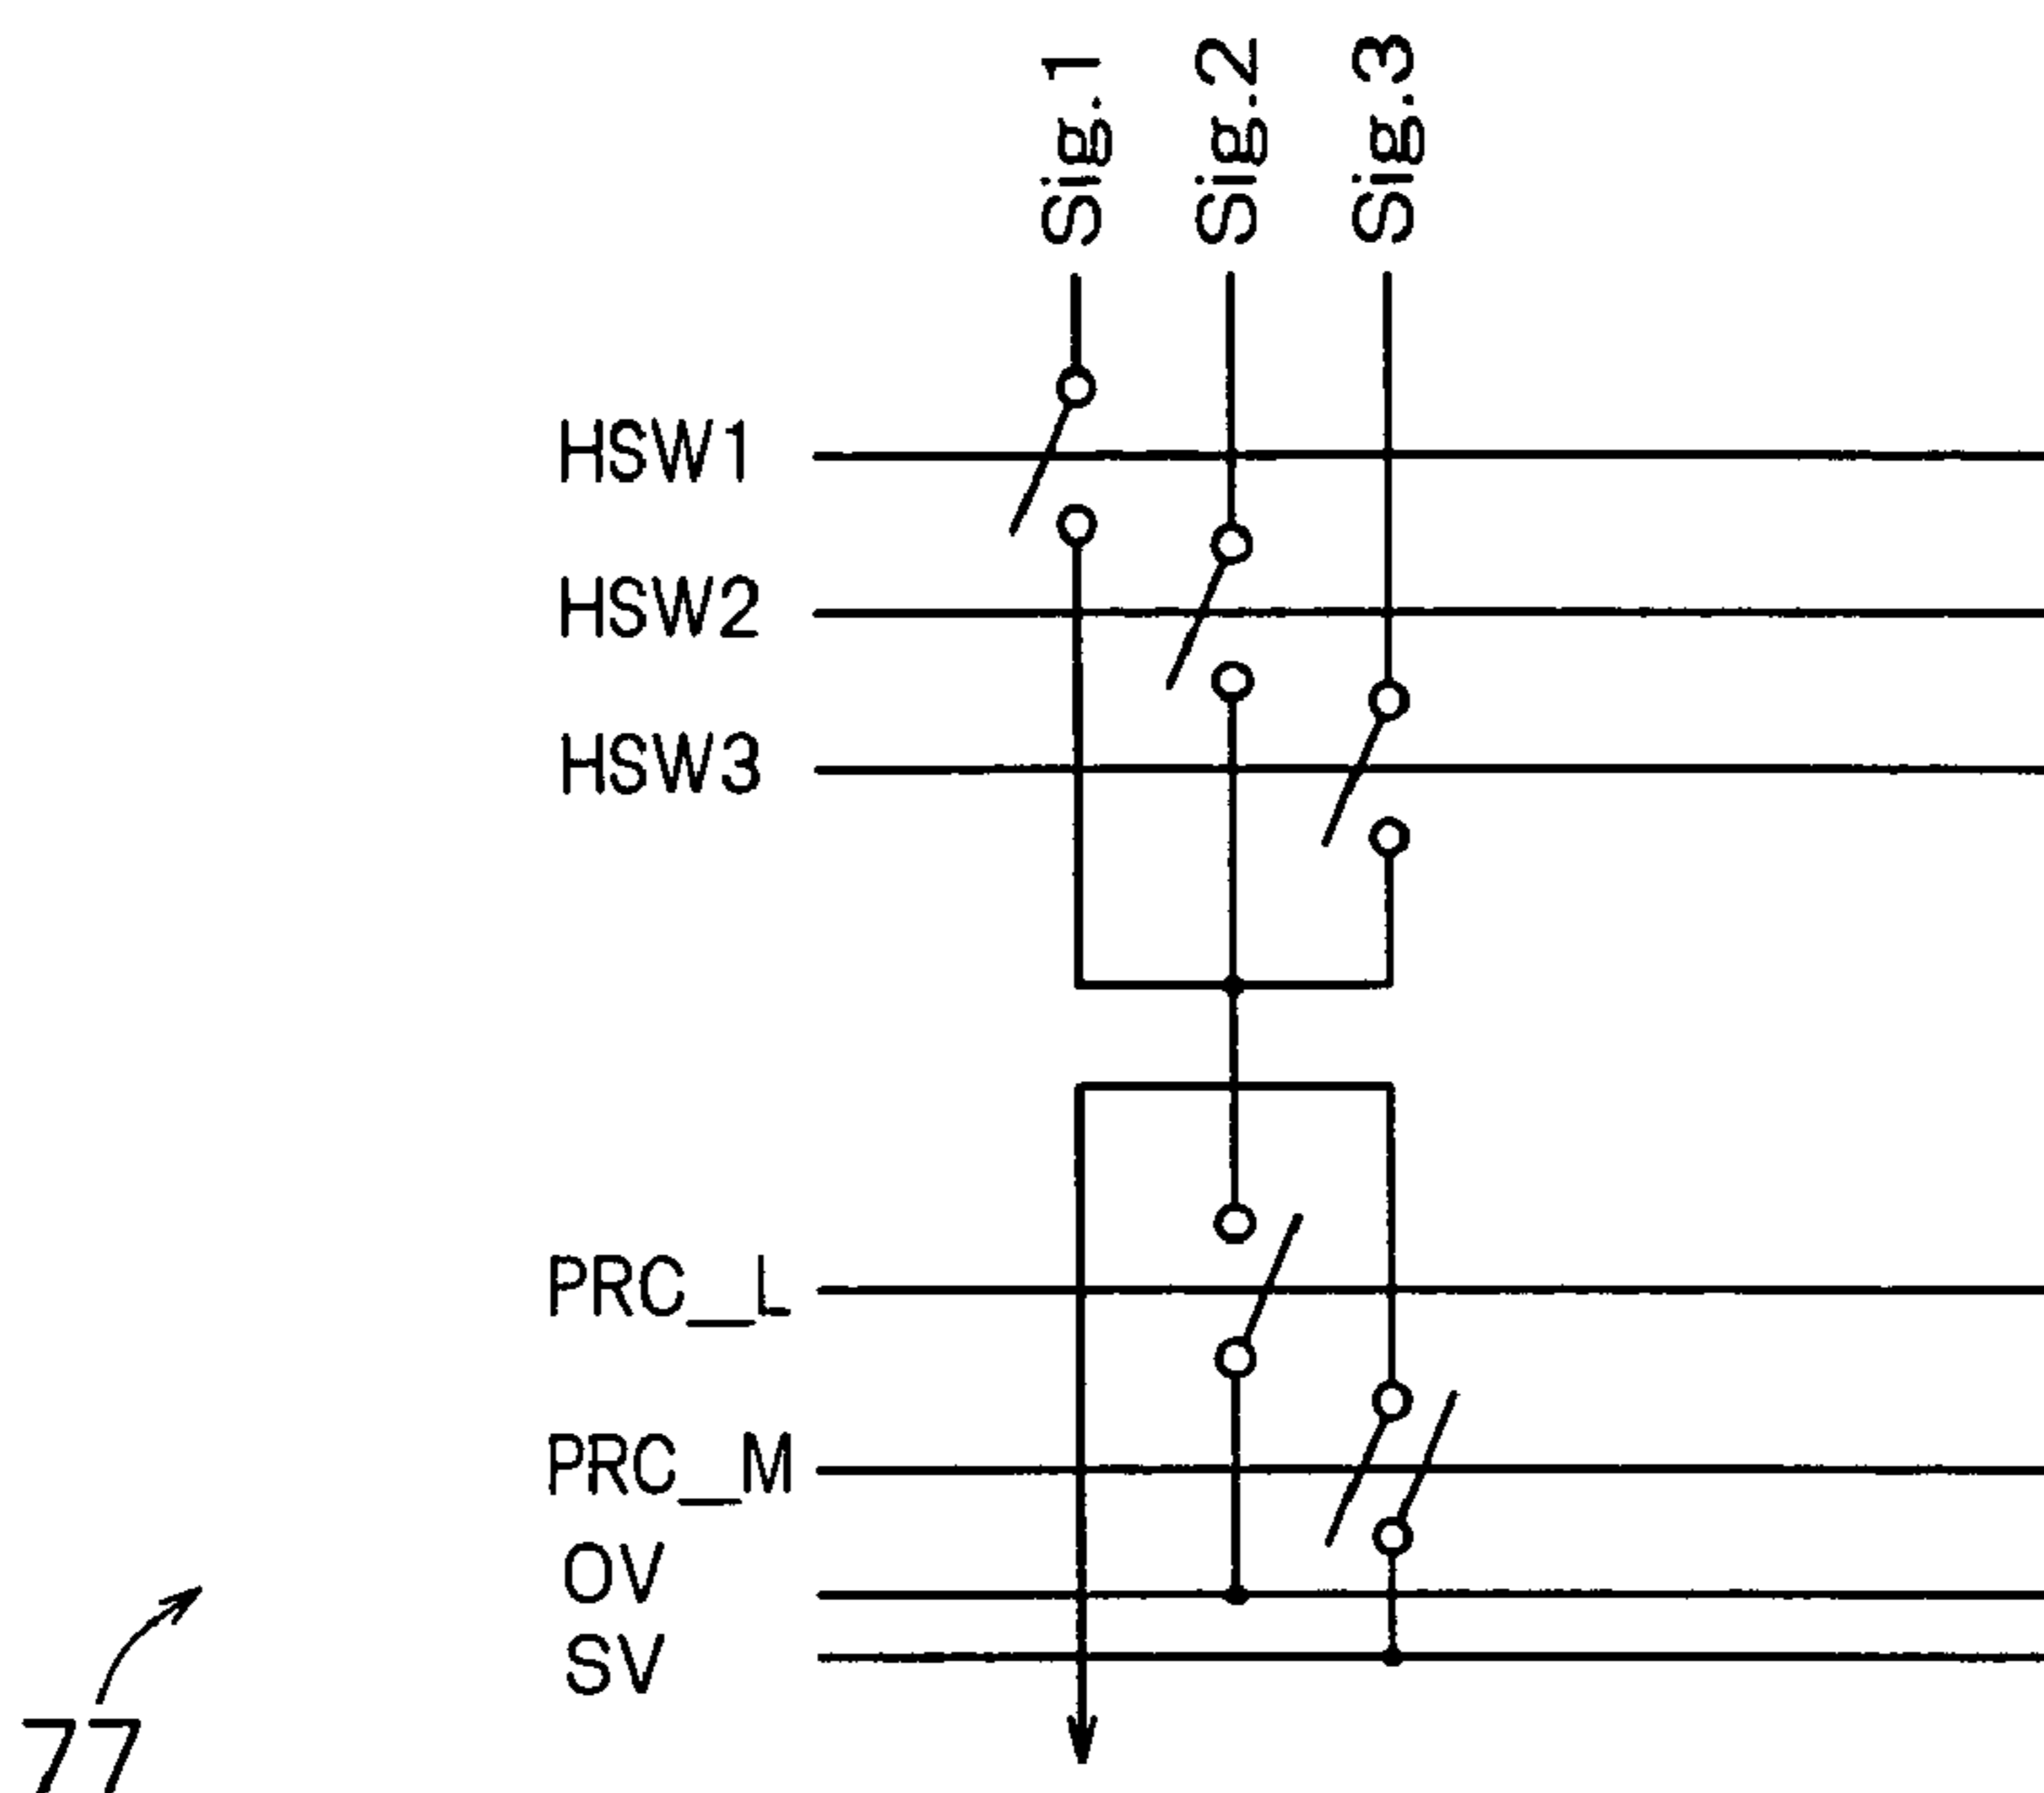 Sig.1
Sig.2
Sig.3
HSW1
HSW2
HSW3
PRC_L
PRC_M
OV
SV
77